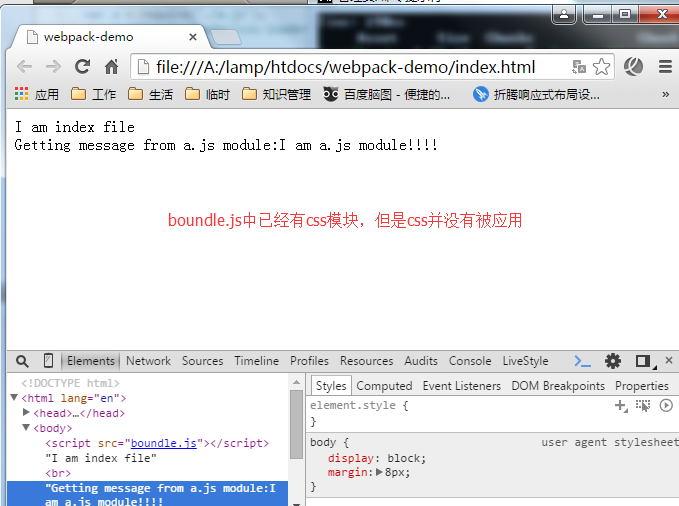 webpack-demo
file:///A:/lamp/htdocs/webpack-demo/index.html
应用 工作 生活 临时 知识管理 百度脑图 - 便捷的... 折腾响应式布局设... »
I am index file
Getting message from a.js module:I am a.js module!!!!
boundle.js中已经有css模块，但是css并没有被应用
Elements Network Sources Timeline Profiles Resources Audits Console LiveStyle
<!DOCTYPE html>
<html lang="en">
<head>…</head>
<body>
<script src="boundle.js"></script>
"I am index file"
<br>
"Getting message from a.js module:I
am a.js module!!!!
Styles Computed Event Listeners DOM Breakpoints Properties
element.style {
}
body { user agent stylesheet
display: block;
margin: 8px;
}